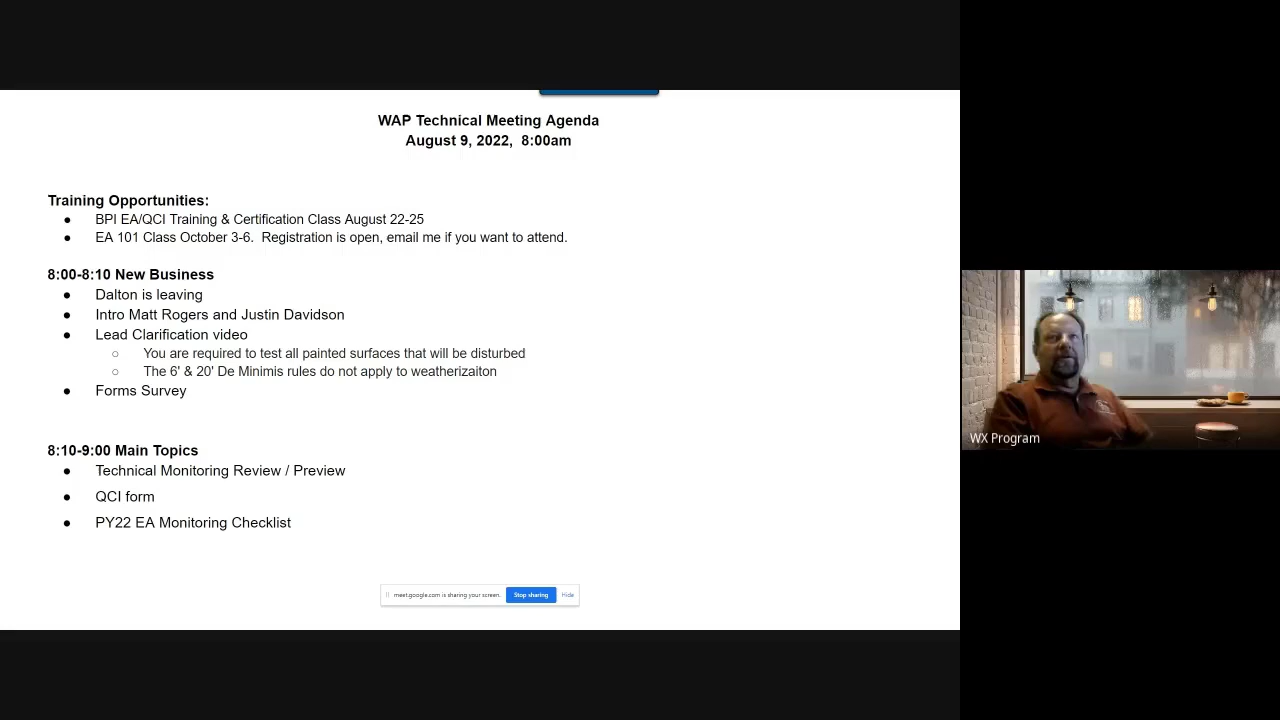 WAP Technical Meeting Agenda
August 9, 2022, 8:00am
Training Opportunities:
● BPI EA/QCI Training & Certification Class August 22-25
● EA 101 Class October 3-6. Registration is open, email me if you want to attend.
8:00-8:10 New Business
● Dalton is leaving
● Intro Matt Rogers and Justin Davidson
● Lead Clarification video
○ You are required to test all painted surfaces that will be disturbed
○ The 6' & 20' De Minimis rules do not apply to weatherizaiton
● Forms Survey
8:10-9:00 Main Topics
● Technical Monitoring Review / Preview
● QCI form
● PY22 EA Monitoring Checklist
meet.google.com is sharing your screen. Stop sharing Hide
WX Program